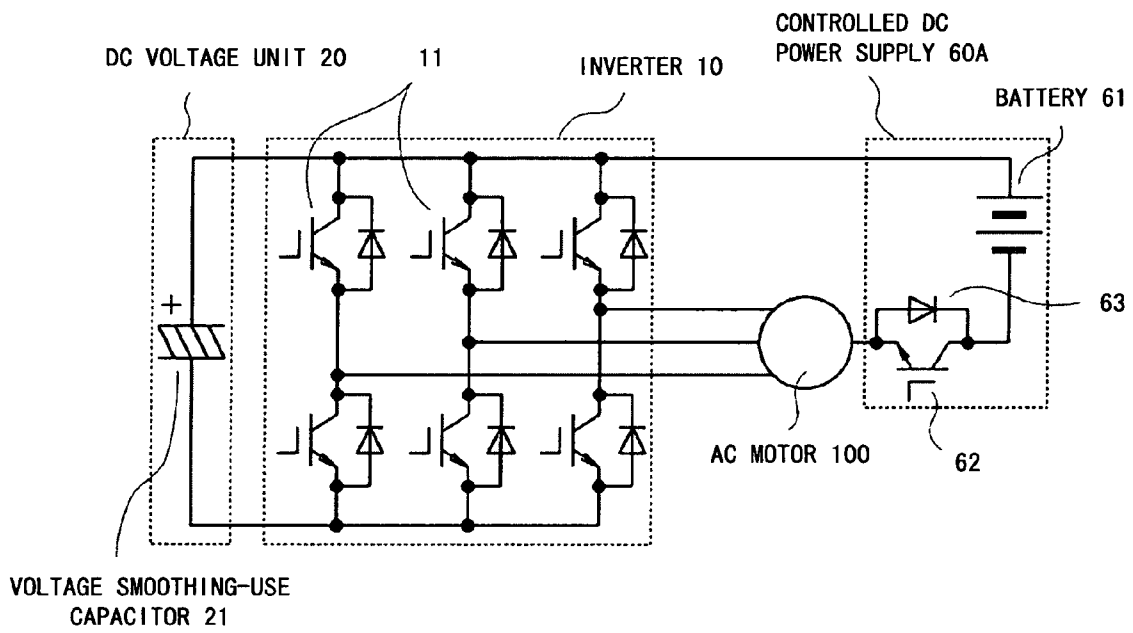 CONTROLLED DC
POWER SUPPLY 60A
DC VOLTAGE UNIT 20
11
INVERTER 10
BATTERY 61
+
63
AC MOTOR 100
62
VOLTAGE SMOOTHING-USE
CAPACITOR 21